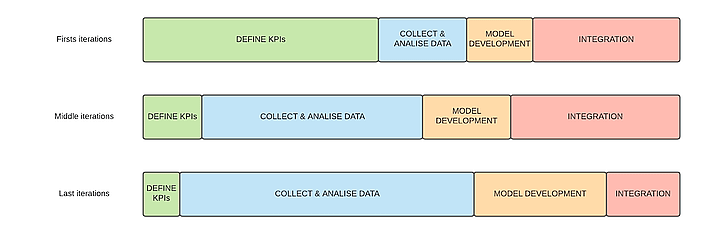 Firsts iterations
DEFINE KPIs
COLLECT &
ANALISE DATA
MODEL
DEVELOPMENT
INTEGRATION
Middle iterations
DEFINE KPIs
COLLECT & ANALISE DATA
MODEL
DEVELOPMENT
INTEGRATION
Last iterations
DEFINE
KPIs
COLLECT & ANALISE DATA
MODEL DEVELOPMENT
INTEGRATION